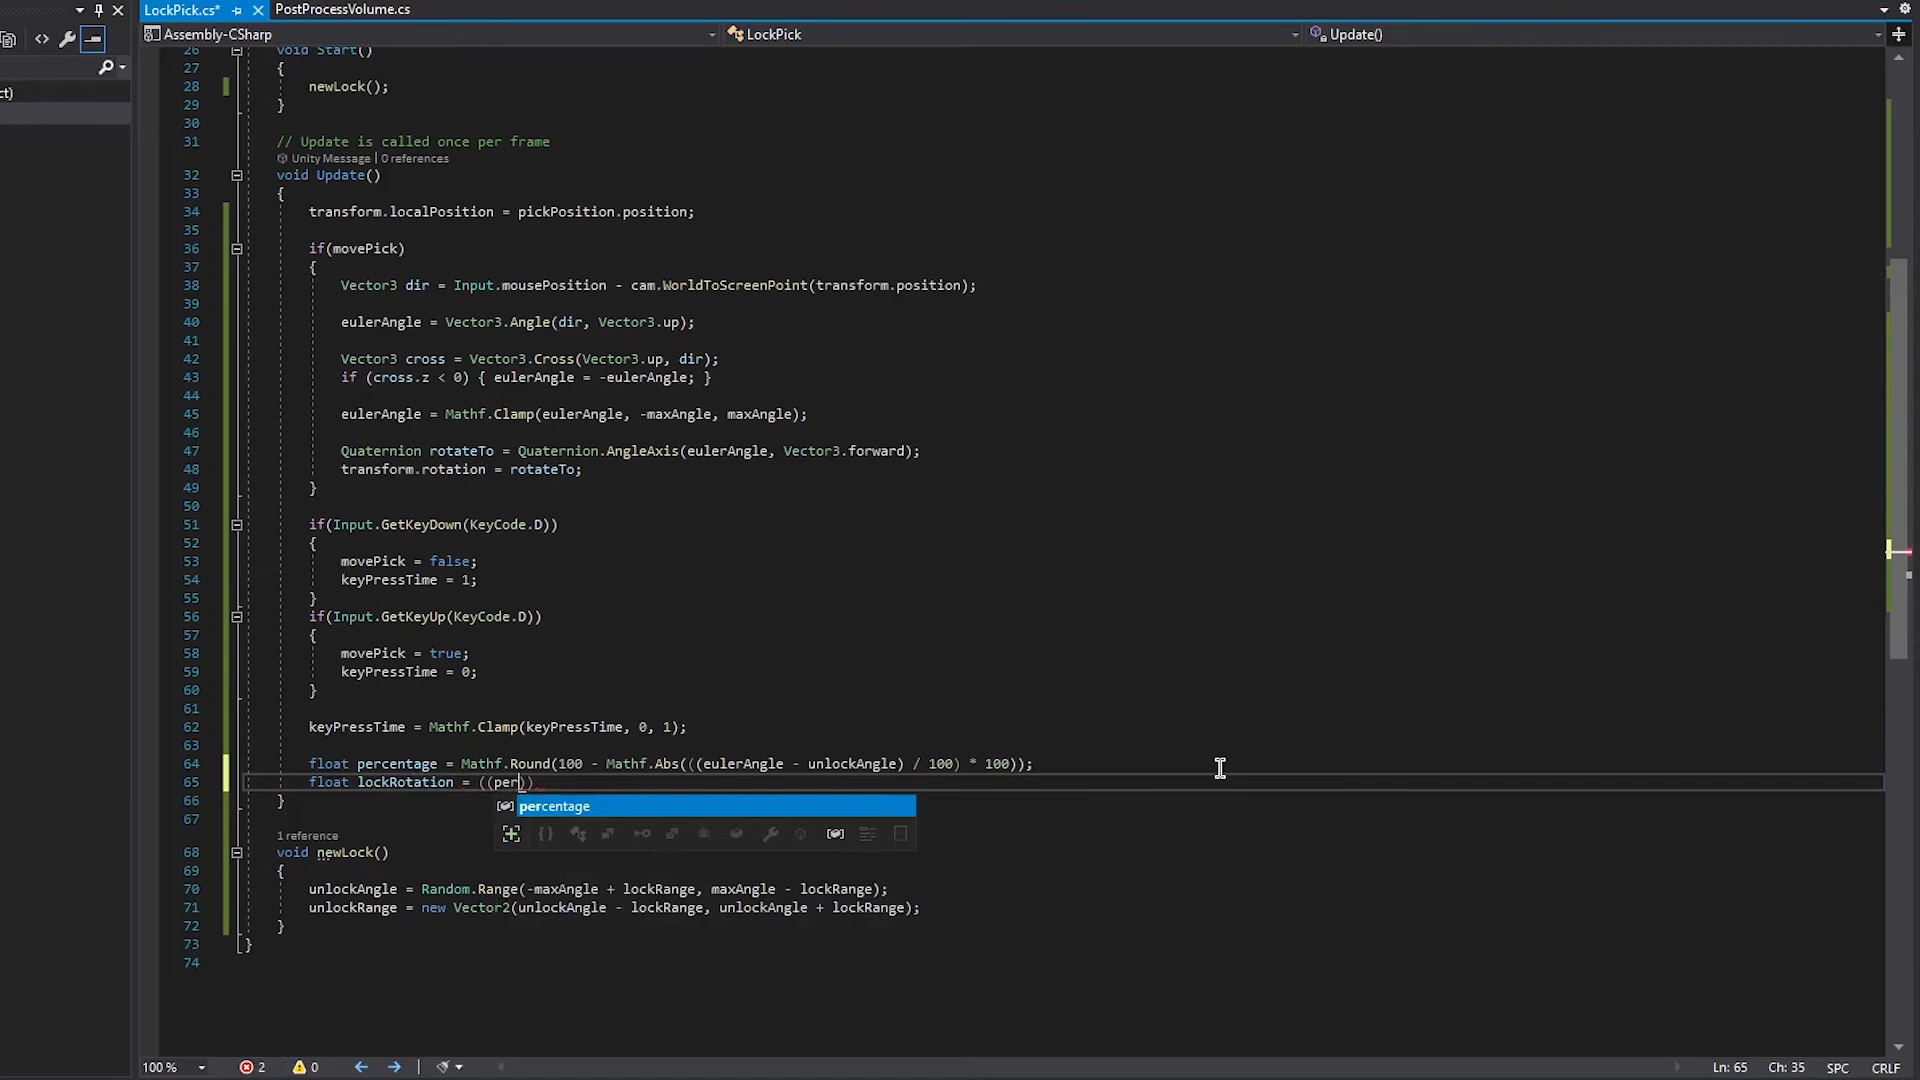 LockPick.cs*
PostProcessVolume.cs
Assembly-CSharp
LockPick
Update()
ct)
26 void Start()
27 {
28 newLock();
29 }
30
31 // Update is called once per frame
Unity Message | 0 references
32 void Update()
33 {
34 transform.localPosition = pickPosition.position;
35
36 if(movePick)
37 {
38 Vector3 dir = Input.mousePosition - cam.WorldToScreenPoint(transform.position);
39
40 eulerAngle = Vector3.Angle(dir, Vector3.up);
41
42 Vector3 cross = Vector3.Cross(Vector3.up, dir);
43 if (cross.z < 0) { eulerAngle = -eulerAngle; }
44
45 eulerAngle = Mathf.Clamp(eulerAngle, -maxAngle, maxAngle);
46
47 Quaternion rotateTo = Quaternion.AngleAxis(eulerAngle, Vector3.forward);
48 transform.rotation = rotateTo;
49 }
50
51 if(Input.GetKeyDown(KeyCode.D))
52 {
53 movePick = false;
54 keyPressTime = 1;
55 }
56 if(Input.GetKeyUp(KeyCode.D))
57 {
58 movePick = true;
59 keyPressTime = 0;
60 }
61
62 keyPressTime = Mathf.Clamp(keyPressTime, 0, 1);
63
64 float percentage = Mathf.Round(100 - Mathf.Abs(((eulerAngle - unlockAngle) / 100) * 100));
65 float lockRotation = ((per))
66 }
percentage
67
1 reference
68 void newLock()
69 {
70 unlockAngle = Random.Range(-maxAngle + lockRange, maxAngle - lockRange);
71 unlockRange = new Vector2(unlockAngle - lockRange, unlockAngle + lockRange);
72 }
73 }
74
100 % 2 0 Ln: 65 Ch: 35 SPC CRLF